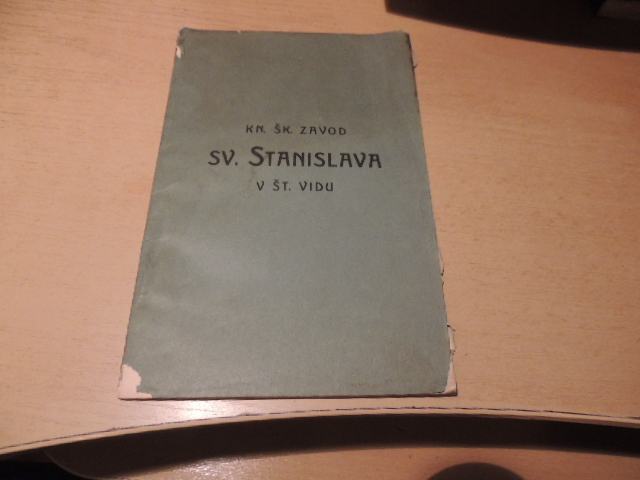 KN. ŠK. ZAVOD
SV. STANISLAVA
V ŠT. VIDU